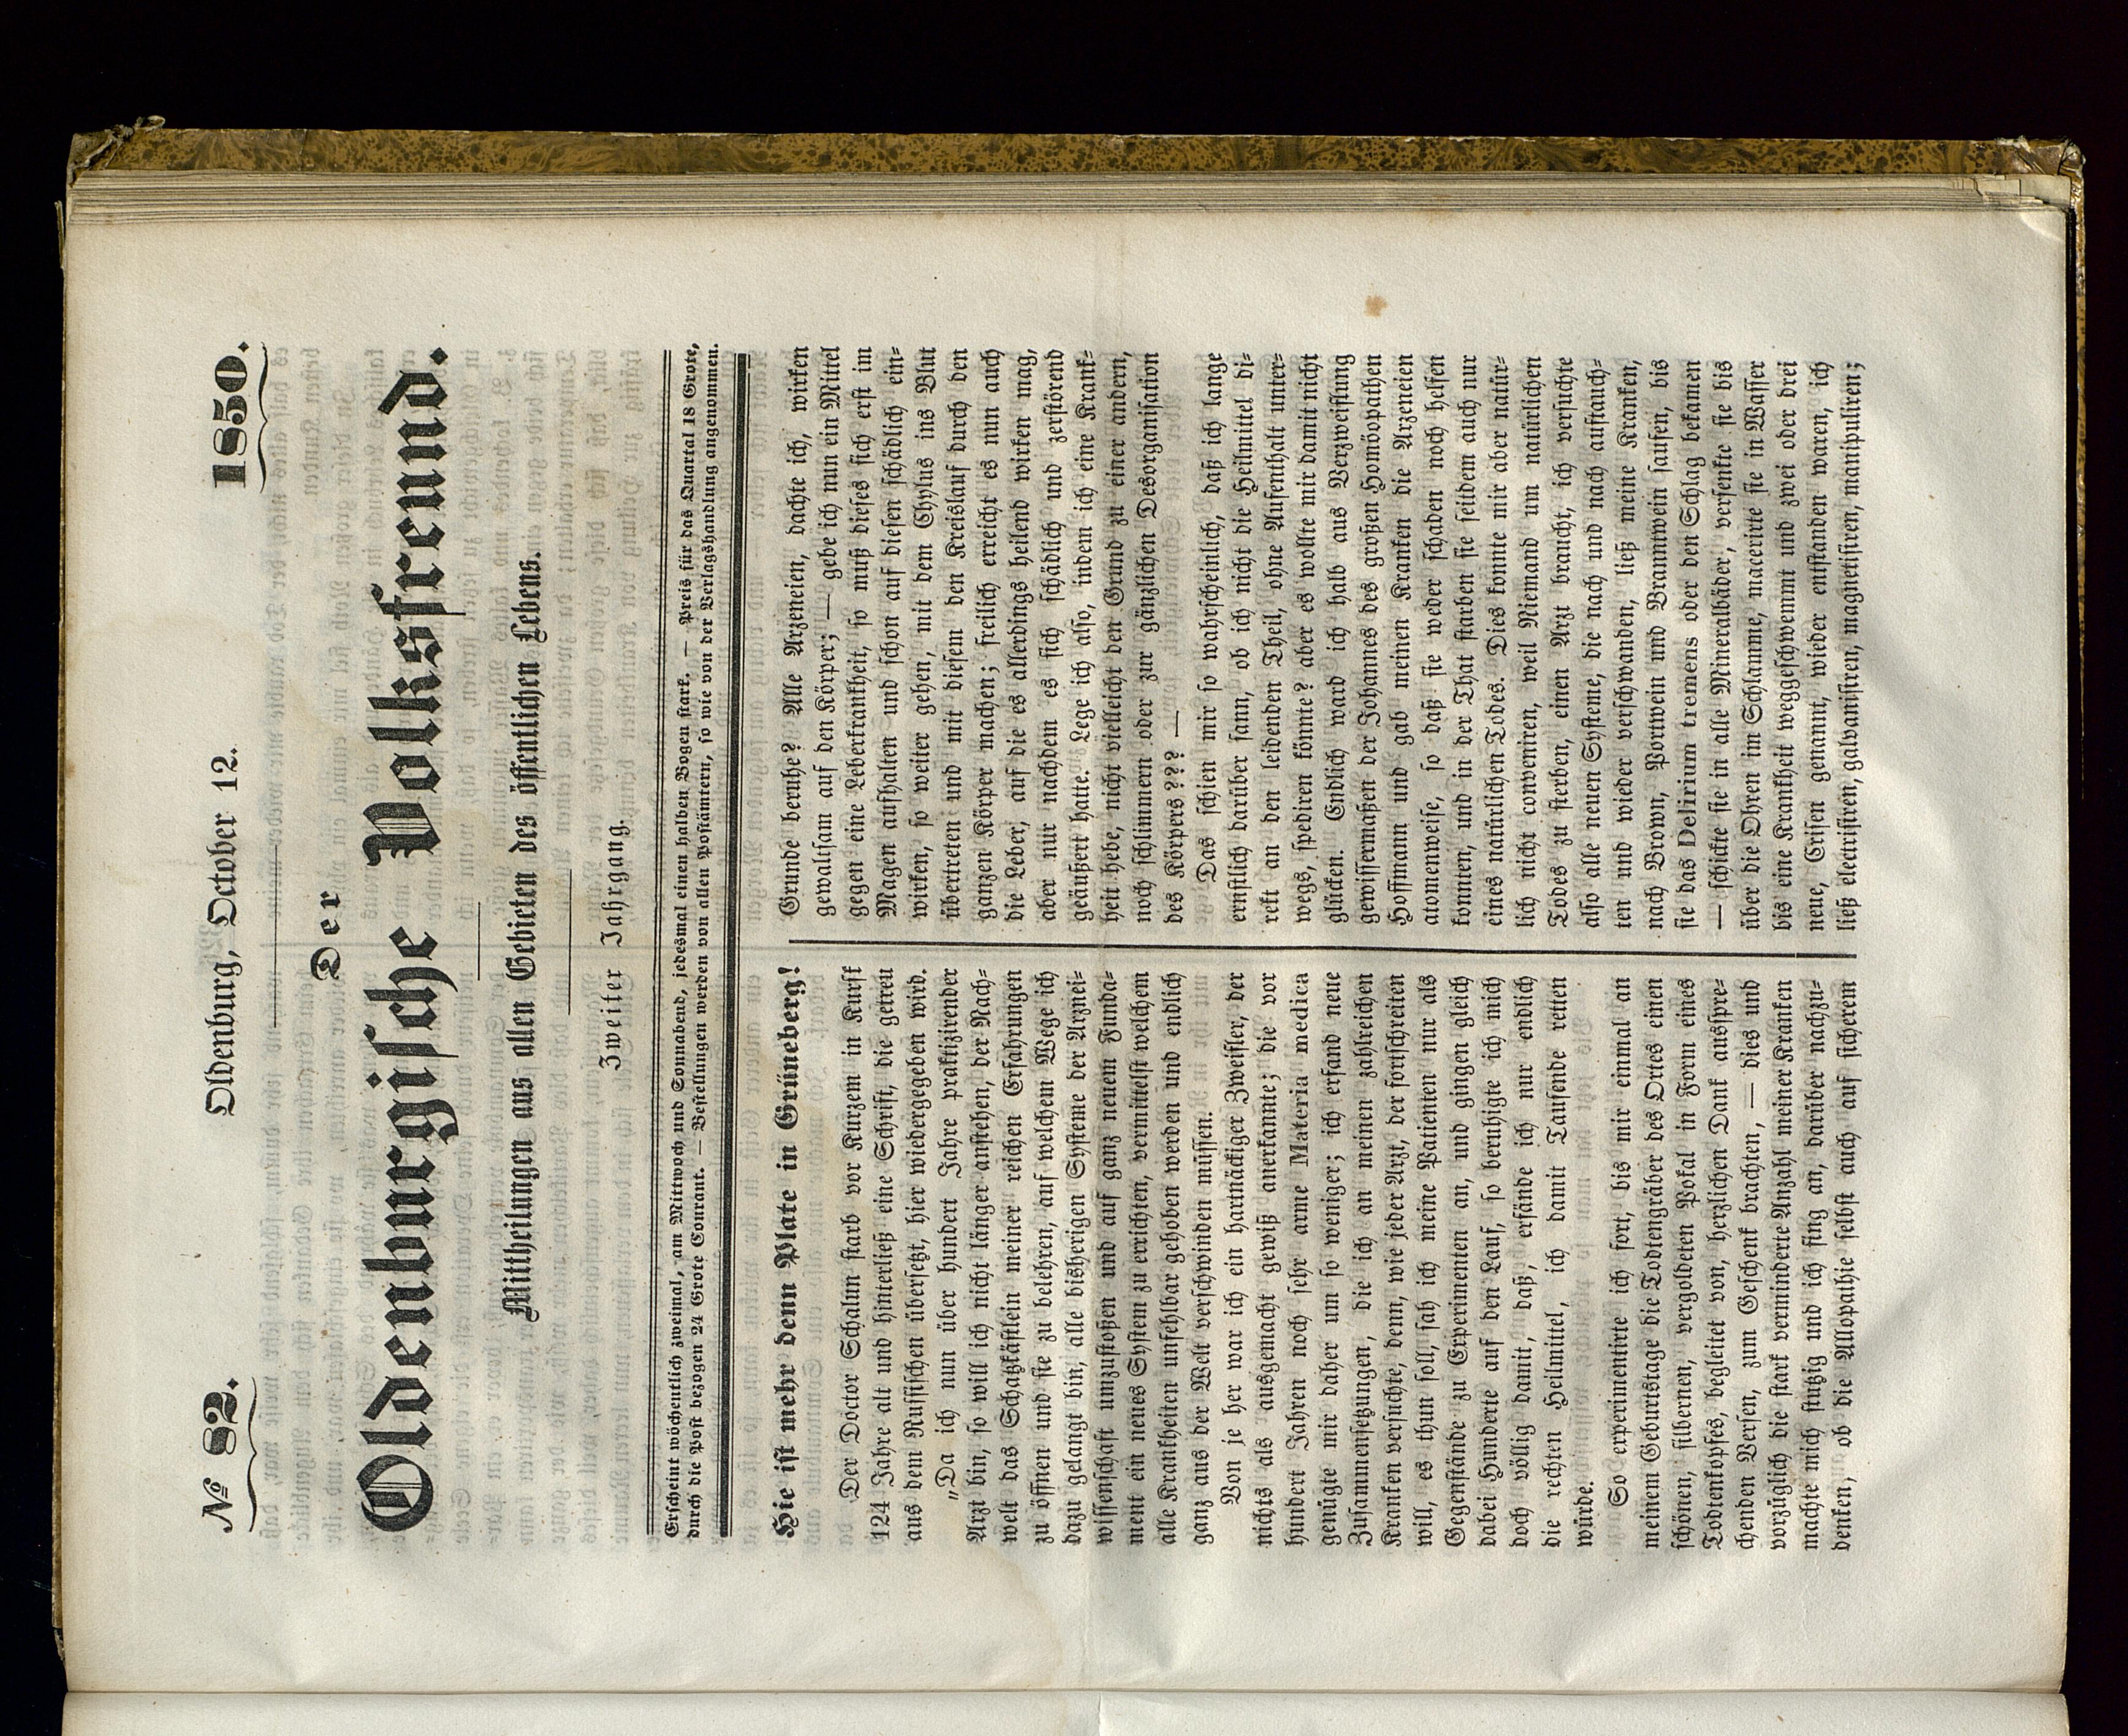 № 82.
Oldenburg, October 12.
1850.
Der
Oldenburgische Volksfreund.
Mittheilungen aus allen Gebieten des öffentlichen Lebens.
Zweiter Jahrgang.
Erscheint wöchentlich zweimal, am Mittwoch und Sonnabend, jedesmal einen halben Bogen stark. — Preis für das Quartal 18 Grote,
durch die Post bezogen 24 Grote Courant. — Bestellungen werden von allen Postämtern, so wie von der Verlagshandlung angenommen.
Hie ist mehr denn Plate in Grüneberg!
Der Doctor Schalm starb vor Kurzem in Kursk
124 Jahre alt und hinterließ eine Schrift, die getreu
aus dem Russischen übersetzt, hier wiedergegeben wird.
„Da ich nun über hundert Jahre praktizirender
Arzt bin, so will ich nicht länger anstehen, der Nach=
welt das Schatzkästlein meiner reichen Erfahrungen
zu öffnen und sie zu belehren, auf welchem Wege ich
dazu gelangt bin, alle bisherigen Systeme der Arznei=
wissenschaft umzustoßen und auf ganz neuem Funda=
ment ein neues System zu errichten, vermittelst welchem
alle Krankheiten unfehlbar gehoben werden und endlich
ganz aus der Welt verschwinden müssen.
Von je her war ich ein hartnäckiger Zweifler, der
nichts als ausgemacht gewiß anerkannte; die vor
hundert Jahren noch sehr arme Materia medica
genügte mir daher um so weniger; ich erfand neue
Zusammensetzungen, die ich an meinen zahlreichen
Kranken versuchte, denn, wie jeder Arzt, der fortschreiten
will, es thun soll, sah ich meine Patienten nur als
Gegenstände zu Experimenten an, und gingen gleich
dabei Hunderte auf den Lauf, so beruhigte ich mich
doch völlig damit, daß, erfände ich nur endlich
die rechten Heilmittel, ich damit Tausende retten
würde.
So experimentirte ich fort, bis mir einmal an
meinem Geburtstage die Todtengräber des Ortes einen
schönen, silbernen, vergoldeten Pokal in Form eines
Todtenkopfes, begleitet von, herzlichen Dank ausspre=
chenden Versen, zum Geschenk brachten, — dies und
vorzüglich die stark verminderte Anzahl meiner Kranken
machte mich stutzig und ich fing an, darüber nachzu=
denken, ob die Allopathie selbst auch auf sicherem
Grunde beruhe? Alle Arzeneien, dachte ich, wirken
gewaltsam auf den Körper; — gebe ich nun ein Mittel
gegen eine Leberkrankheit, so muß dieses sich erst im
Magen aufhalten und schon auf diesen schädlich ein=
wirken, so weiter gehen, mit dem Chylus ins Blut
übertreten und mit diesem den Kreislauf durch den
ganzen Körper machen; freilich erreicht es nun auch
die Leber, auf die es allerdings heilend wirken mag,
aber nur nachdem es sich schädlich und zerstörend
geäußert hatte. Lege ich also, indem ich eine Krank=
heit hebe, nicht vielleicht den Grund zu einer andern,
noch schlimmern oder zur gänzlichen Desorganisation
des Körpers??? —
Das schien mir so wahrscheinlich, daß ich lange
ernstlich darüber sann, ob ich nicht die Heilmittel di=
rekt an den leidenden Theil, ohne Aufenthalt unter=
wegs, spediren könnte? aber es wollte mir damit nicht
glücken. Endlich ward ich halb aus Verzweiflung
gewissermaßen der Johannes des großen Homöopathen
Hoffmann und gab meinen Kranken die Arzeneien
atomenweise, so daß sie weder schaden noch helfen
konnten, und in der That starben sie seitdem auch nur
eines natürlichen Todes. Dies konnte mir aber natür=
lich nicht conveniren, weil Niemand um natürlichen
Todes zu sterben, einen Arzt braucht, ich versuchte
also alle neuen Systeme, die nach und nach auftauch=
ten und wieder verschwanden, ließ meine Kranken,
nach Brown, Portwein und Branntwein saufen, bis
sie das Delirium tremens oder den Schlag bekamen
— schickte sie in alle Mineralbäder, versenkte sie bis
über die Ohren im Schlamme, macerirte sie in Wasser
bis eine Krankheit weggeschwemmt und zwei oder drei
neue, Crisen genannt, wieder entstanden waren, ich
ließ electrisiren, galvanisiren, magnetisiren, manipuliren;